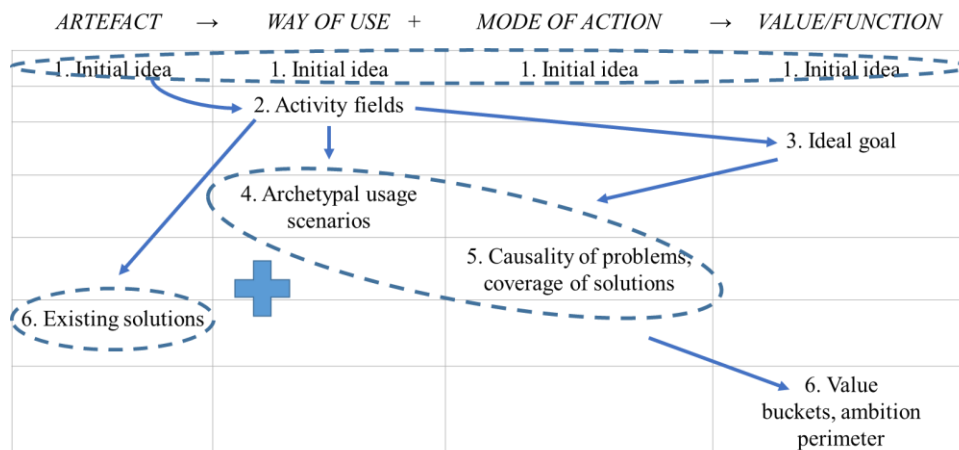 ARTEFACT → WAY OF USE + MODE OF ACTION → VALUE/FUNCTION
1. Initial idea 1. Initial idea 1. Initial idea 1. Initial idea
2. Activity fields
3. Ideal goal
4. Archetypal usage
scenarios
5. Causality of problems,
coverage of solutions
6. Existing solutions
6. Value
buckets, ambition
perimeter